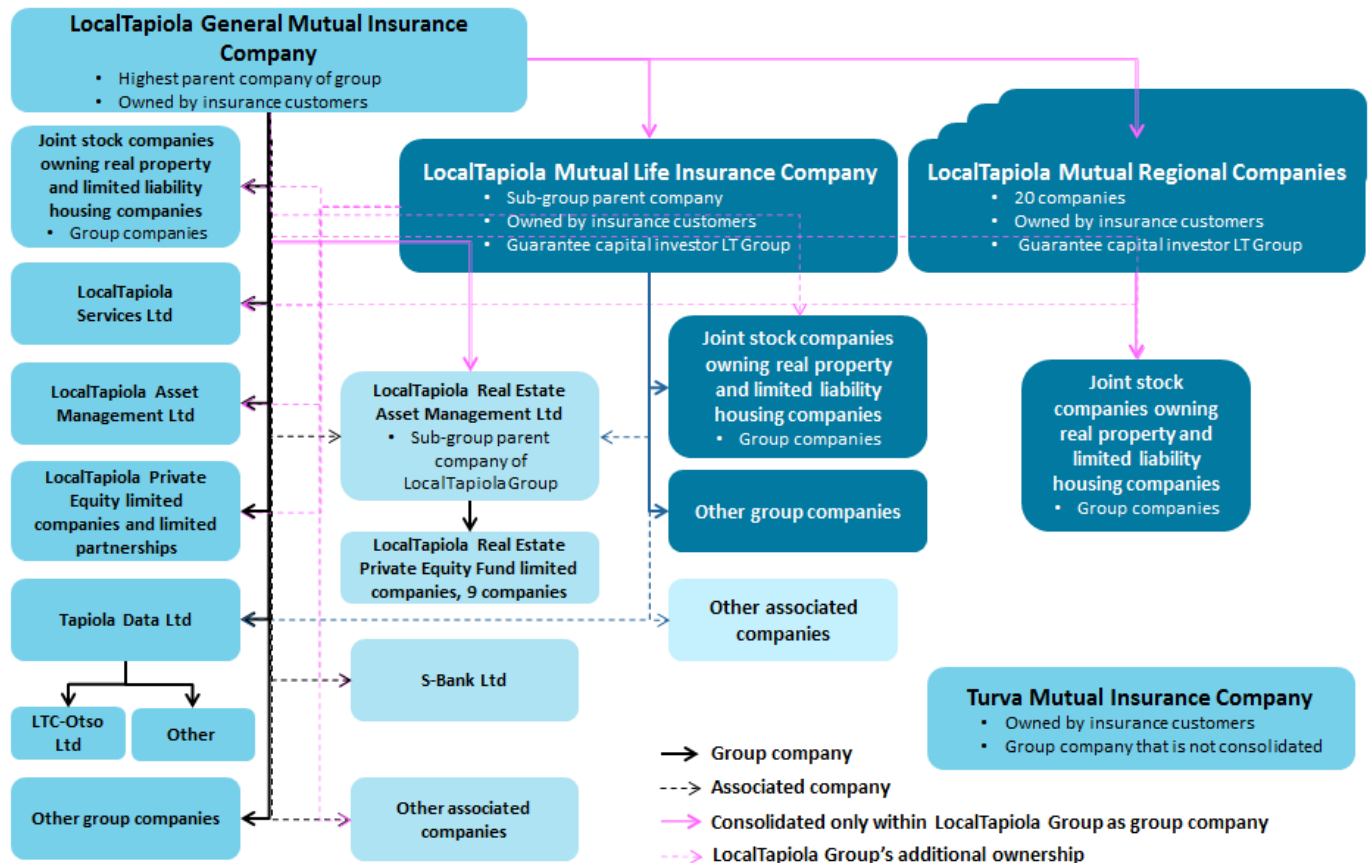 LocalTapiola General Mutual Insurance
Company
• Highest parent company of group
• Owned by insurance customers
Joint stock companies
owning real property
and limited liability
housing companies
• Group companies
LocalTapiola
Services Ltd
LocalTapiola Asset
Management Ltd
LocalTapiola Private
Equity limited
companies and limited
partnerships
Tapiola Data Ltd
LTC-Otso
Ltd
Other
Other group companies
LocalTapiola Mutual Life Insurance Company
• Sub-group parent company
• Owned by insurance customers
• Guarantee capital investor LT Group
LocalTapiola Mutual Regional Companies
• 20 companies
• Owned by insurance customers
• Guarantee capital investor LT Group
LocalTapiola Real Estate
Asset Management Ltd
• Sub-group parent
company of
LocalTapiola Group
LocalTapiola Real Estate
Private Equity Fund limited
companies, 9 companies
S-Bank Ltd
Other associated
companies
Joint stock companies
owning real property
and limited liability
housing companies
• Group companies
Other group companies
Other associated
companies
Joint stock
companies owning
real property and
limited liability
housing companies
• Group companies
Turva Mutual Insurance Company
• Owned by insurance customers
• Group company that is not consolidated
Group company
Associated company
Consolidated only within LocalTapiola Group as group company
LocalTapiola Group's additional ownership